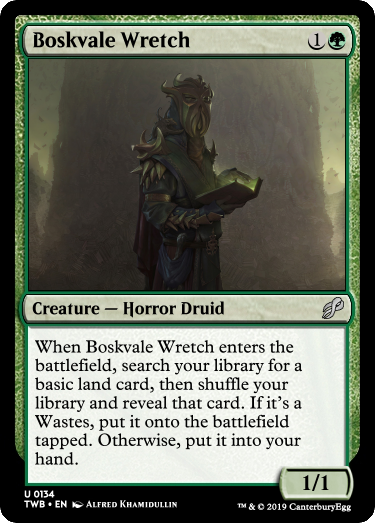 Boskvale Wretch 1
Creature — Horror Druid
When Boskvale Wretch enters the
battlefield, search your library for a
basic land card, then shuffle your
library and reveal that card. If it's a
Wastes, put it onto the battlefield
tapped. Otherwise, put it into your
hand.
1/1
U 0134
TWB • EN Alfred Khamidullin
™ & © 2019 CanterburyEgg